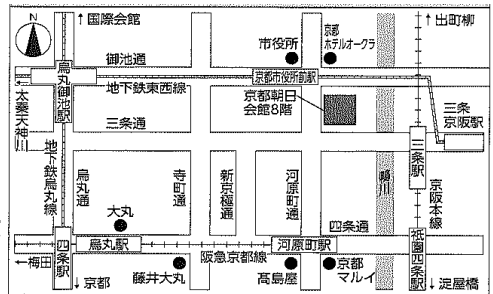 N
↑国際会館
御池通
市役所
京都
ホテルオークラ
↑出町柳
烏丸御池駅
京都市役所前駅
地下鉄東西線
京都朝日
会館8階
←太秦天神川
三条通
三条
京阪駅
地下鉄烏丸線
烏丸通
寺町通
新京極通
河原町通
鴨川
三条駅
京阪本線
大丸
四条通
四条駅
烏丸駅
阪急京都線
河原町駅
祇園四条駅
←梅田
↓京都
藤井大丸
髙島屋
京都
マルイ
↓淀屋橋